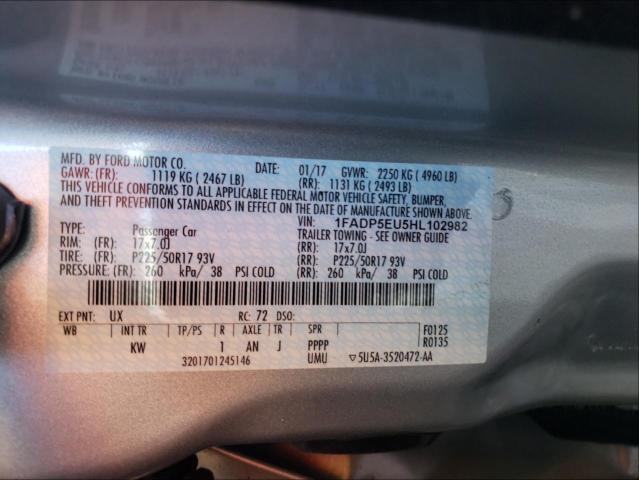 MFD. BY FORD MOTOR CO. DATE: 01/17 GVWR: 2250 KG ( 4960 LB)
GAWR: (FR): 1119 KG ( 2467 LB) (RR): 1131 KG ( 2493 LB)
THIS VEHICLE CONFORMS TO ALL APPLICABLE FEDERAL MOTOR VEHICLE SAFETY, BUMPER,
AND THEFT PREVENTION STANDARDS IN EFFECT ON THE DATE OF MANUFACTURE SHOWN ABOVE.
VIN: 1FADP5EU5HL102982
TYPE: Passenger Car TRAILER TOWING - SEE OWNER GUIDE
RIM: (FR): 17x7.0J (RR): 17x7.0J
TIRE: (FR): P225/50R17 93V (RR): P225/50R17 93V
PRESSURE: (FR): 260 kPa/ 38 PSI COLD (RR): 260 kPa/ 38 PSI COLD
EXT PNT: UX RC: 72 DSO:
WB INT TR TP/PS R AXLE TR SPR F0125
KW 1 AN J PPPP R0135
3201701245146 UMU 5U5A-3520472-AA